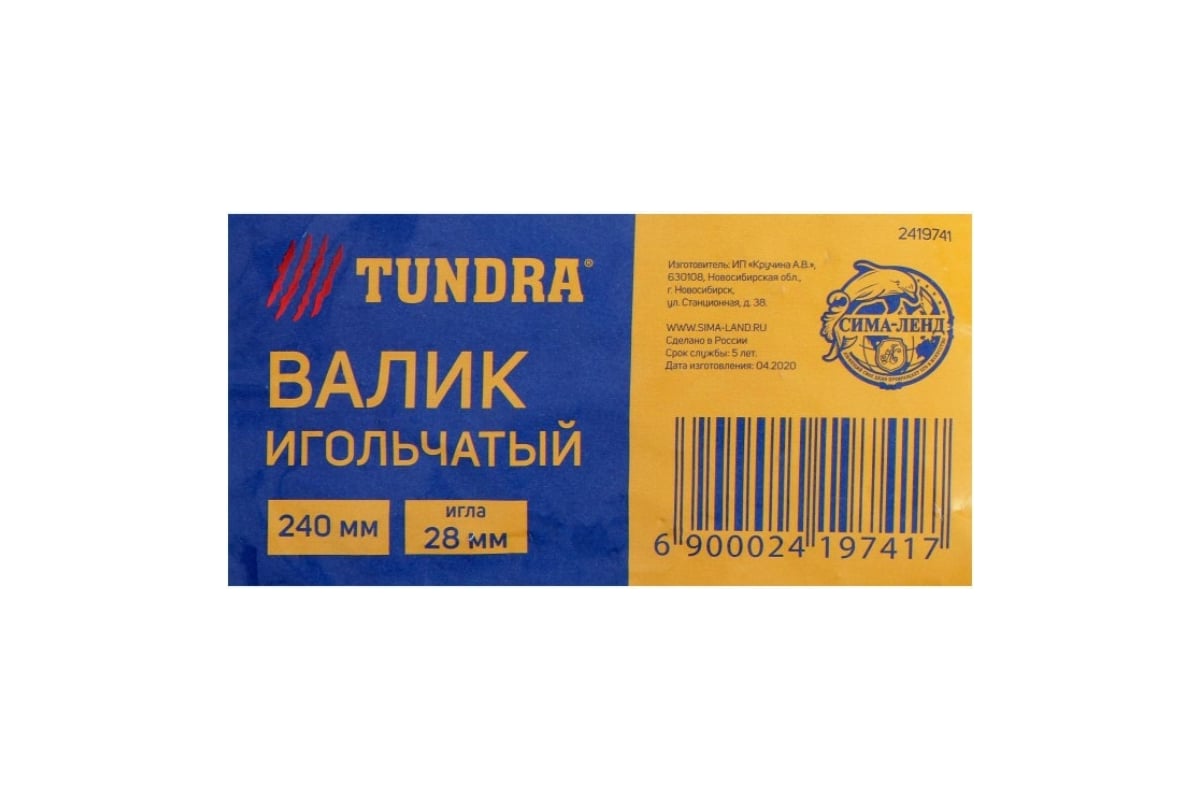 TUNDRA®
ВАЛИК
ИГОЛЬЧАТЫЙ
240 мм
игла
28 мм
2419741
Изготовитель: ИП «Кручина А.В.»,
630108, Новосибирская обл.,
г. Новосибирск,
ул. Станционная, д. 38.
WWW.SIMA-LAND.RU
Сделано в России
Срок службы: 5 лет.
Дата изготовления: 04.2020
СИМА-ЛЕНД
6 900024 197417